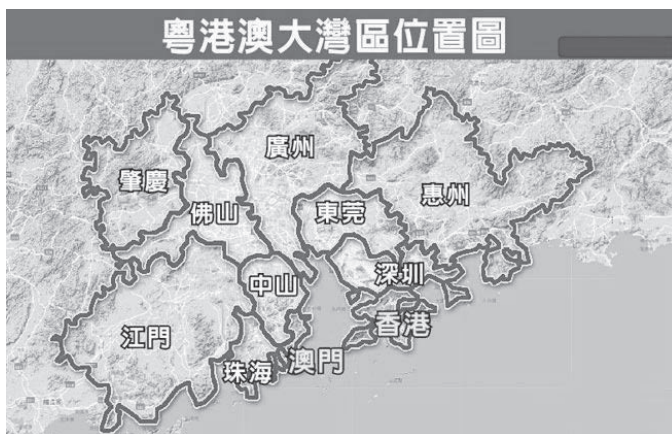 粵港澳大灣區位置圖
廣州
肇慶
佛山
東莞
惠州
中山
深圳
江門
香港
珠海
澳門